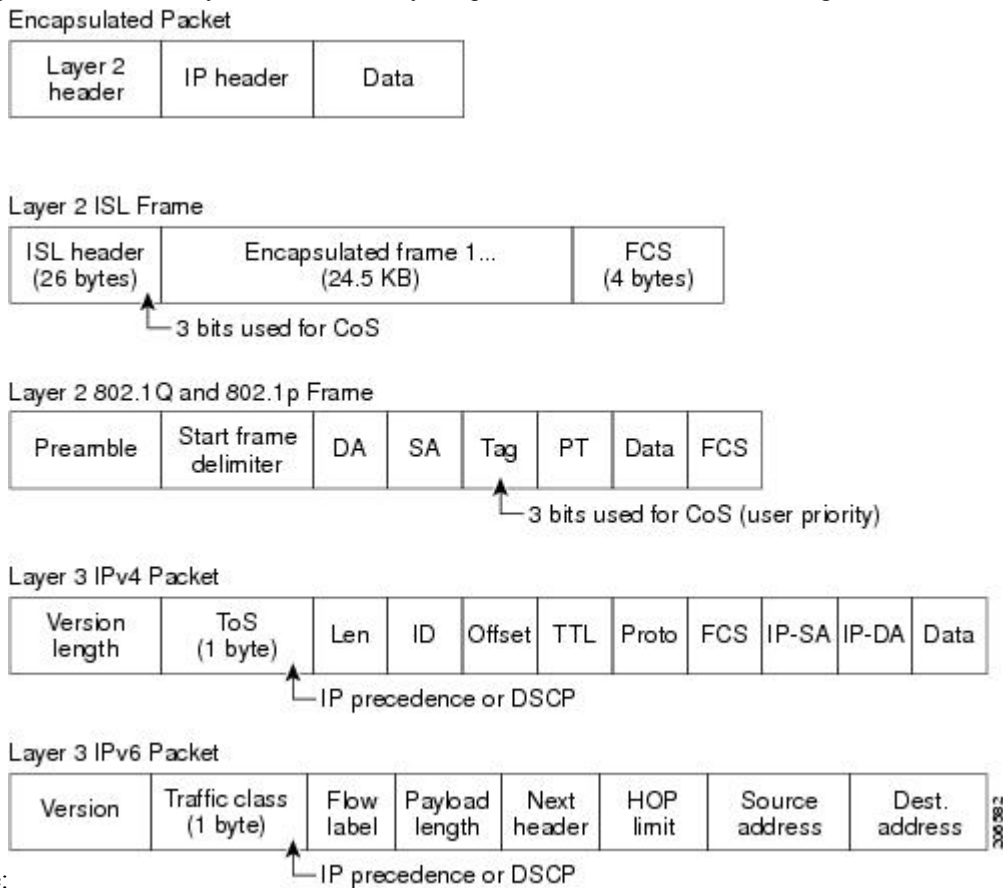 Encapsulated Packet
Layer 2 header
IP header
Data
Layer 2 ISL Frame
ISL header (26 bytes)
Encapsulated frame 1... (24.5 KB)
FCS (4 bytes)
3 bits used for CoS
Layer 2 802.1Q and 802.1p Frame
Preamble
Start frame delimiter
DA
SA
Tag
PT
Data
FCS
3 bits used for CoS (user priority)
Layer 3 IPv4 Packet
Version length
ToS (1 byte)
Len
ID
Offset
TTL
Proto
FCS
IP-SA
IP-DA
Data
IP precedence or DSCP
Layer 3 IPv6 Packet
Version
Traffic class (1 byte)
Flow label
Payload length
Next header
HOP limit
Source address
Dest. address
IP precedence or DSCP